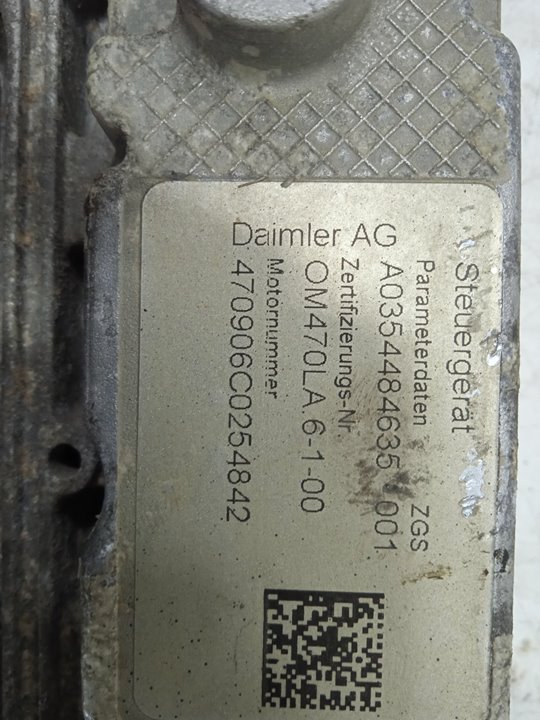 Daimler AG
Steuergerät
Parameterdaten ZGS
A0354484635 001
Zertifizierungs-Nr.
OM470LA.6-1-00
Motornummer
470906C0254842